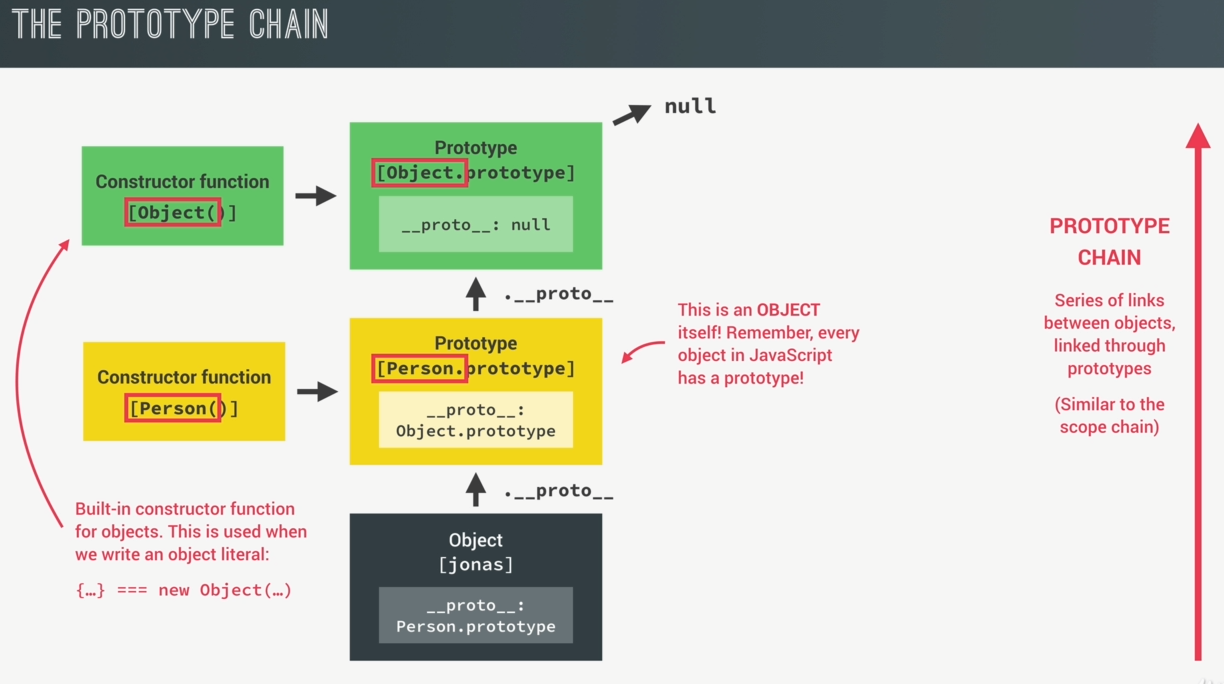 THE PROTOTYPE CHAIN
null
Constructor function
[Object()]
Prototype
[Object.prototype]
__proto__: null
.__proto__
Constructor function
[Person()]
Prototype
[Person.prototype]
__proto__:
Object.prototype
This is an OBJECT
itself! Remember, every
object in JavaScript
has a prototype!
.__proto__
Object
[jonas]
__proto__:
Person.prototype
Built-in constructor function
for objects. This is used when
we write an object literal:
{…} === new Object(…)
PROTOTYPE
CHAIN
Series of links
between objects,
linked through
prototypes
(Similar to the
scope chain)